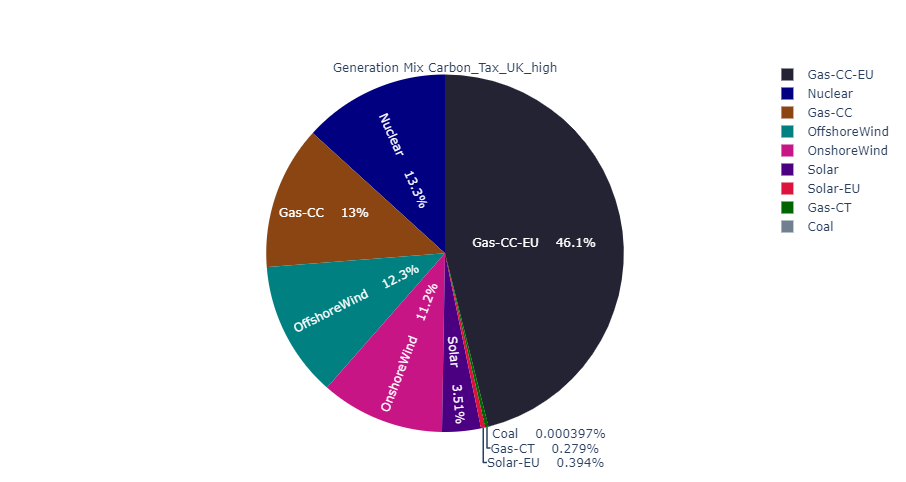 Generation Mix Carbon_Tax_UK_high
Gas-CC-EU 46.1%
Nuclear 13.3%
Gas-CC 13%
OffshoreWind 12.3%
OnshoreWind 11.2%
Solar 3.51%
Coal 0.000397%
Gas-CT 0.279%
Solar-EU 0.394%
Gas-CC-EU
Nuclear
Gas-CC
OffshoreWind
OnshoreWind
Solar
Solar-EU
Gas-CT
Coal